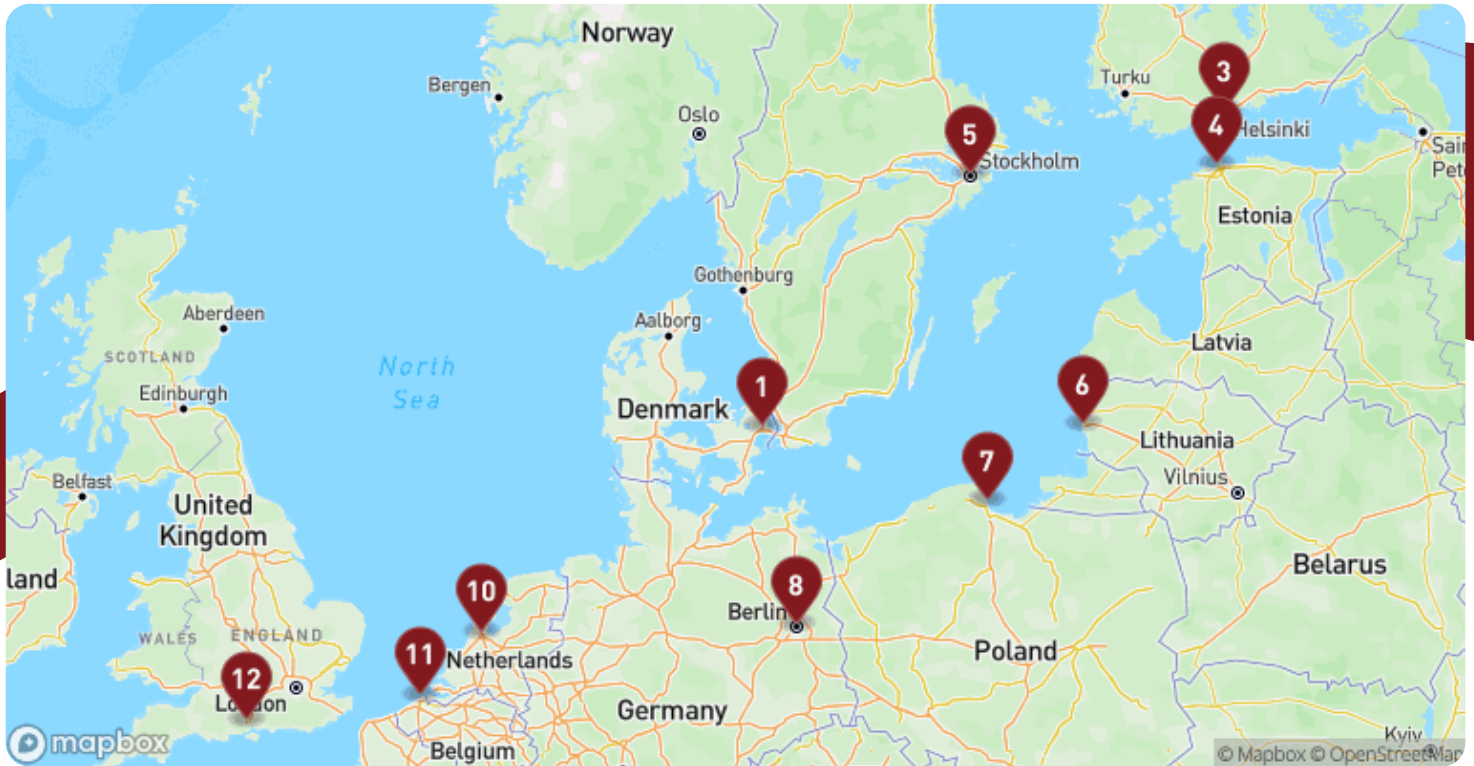 Norway
Bergen
Oslo
Turku
3
4
Helsinki
5
Stockholm
Sain
Pet
Estonia
Gothenburg
Aberdeen
Aalborg
Latvia
SCOTLAND
North
Sea
Edinburgh
1
Denmark
6
Lithuania
7
Vilnius
Belfast
United
Kingdom
land
Belarus
10
8
Berlin
WALES
ENGLAND
11
Netherlands
Poland
12
London
Germany
Belgium
Kyiv
mapbox
© Mapbox © OpenStreetMap